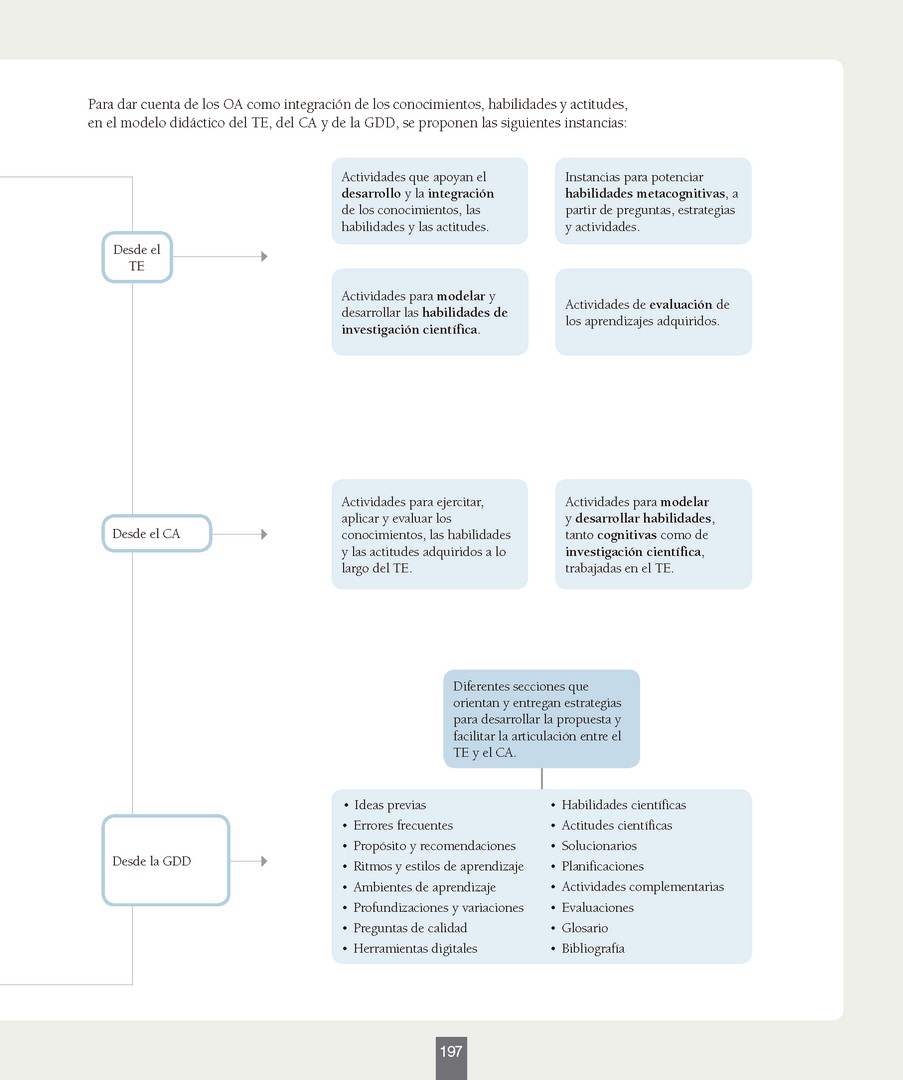 Para dar cuenta de los OA como integración de los conocimientos, habilidades y actitudes,
en el modelo didáctico del TE, del CA y de la GDD, se proponen las siguientes instancias:
Desde el
TE
Actividades que apoyan el
desarrollo y la integración
de los conocimientos, las
habilidades y las actitudes.
Instancias para potenciar
habilidades metacognitivas, a
partir de preguntas, estrategias
y actividades.
Actividades para modelar y
desarrollar las habilidades de
investigación científica.
Actividades de evaluación de
los aprendizajes adquiridos.
Desde el CA
Actividades para ejercitar,
aplicar y evaluar los
conocimientos, las habilidades
y las actitudes adquiridos a lo
largo del TE.
Actividades para modelar
y desarrollar habilidades,
tanto cognitivas como de
investigación científica,
trabajadas en el TE.
Desde la GDD
Diferentes secciones que
orientan y entregan estrategias
para desarrollar la propuesta y
facilitar la articulación entre el
TE y el CA.
• Ideas previas
• Errores frecuentes
• Propósito y recomendaciones
• Ritmos y estilos de aprendizaje
• Ambientes de aprendizaje
• Profundizaciones y variaciones
• Preguntas de calidad
• Herramientas digitales
• Habilidades científicas
• Actitudes científicas
• Solucionarios
• Planificaciones
• Actividades complementarias
• Evaluaciones
• Glosario
• Bibliografía
197